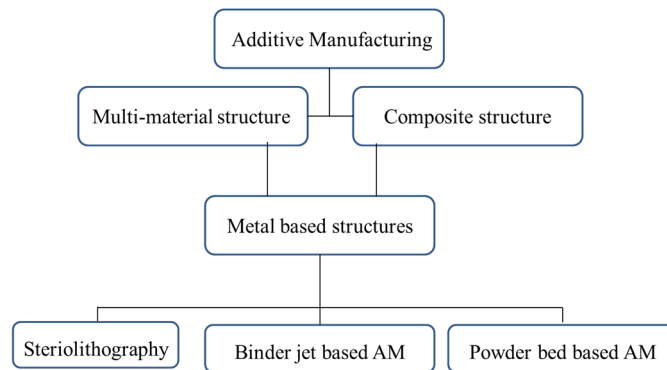 Additive Manufacturing
Multi-material structure
Composite structure
Metal based structures
Steriolithography
Binder jet based AM
Powder bed based AM